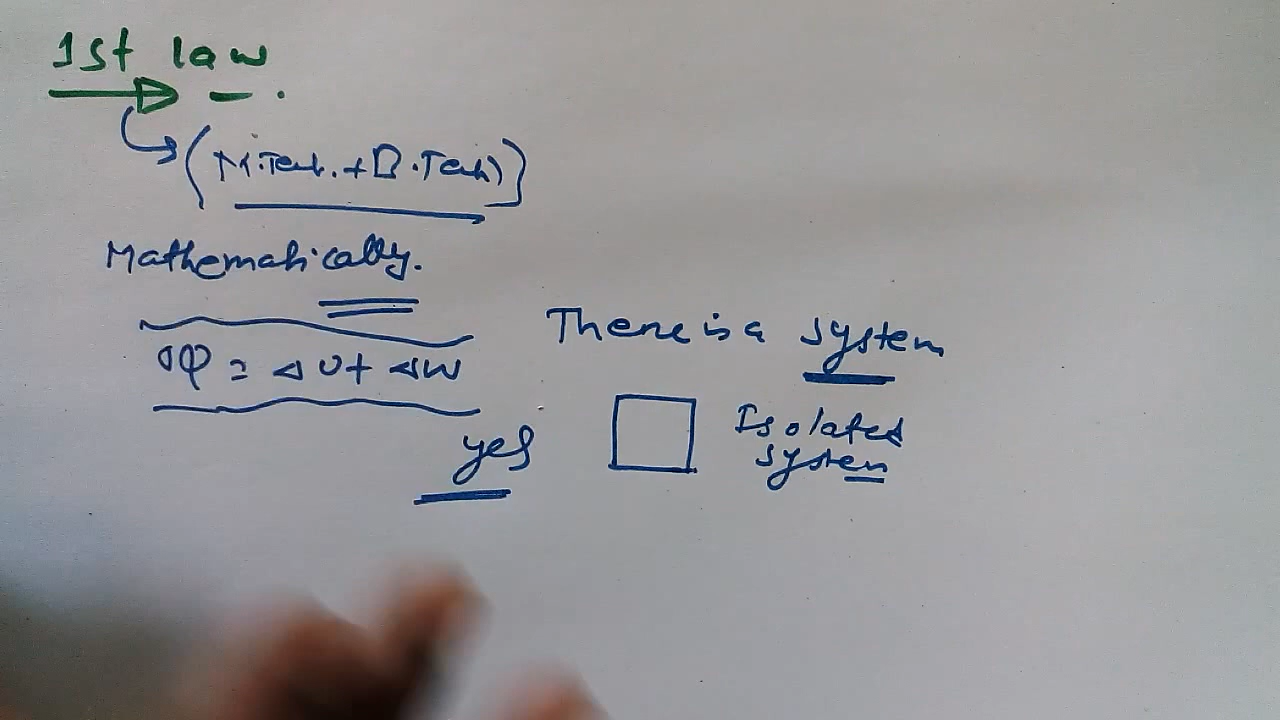 1st law
(M.Tech. + B.Tech)
Mathematically.
ΔQ = ΔU + ΔW
yes
There is a system
Isolated
system